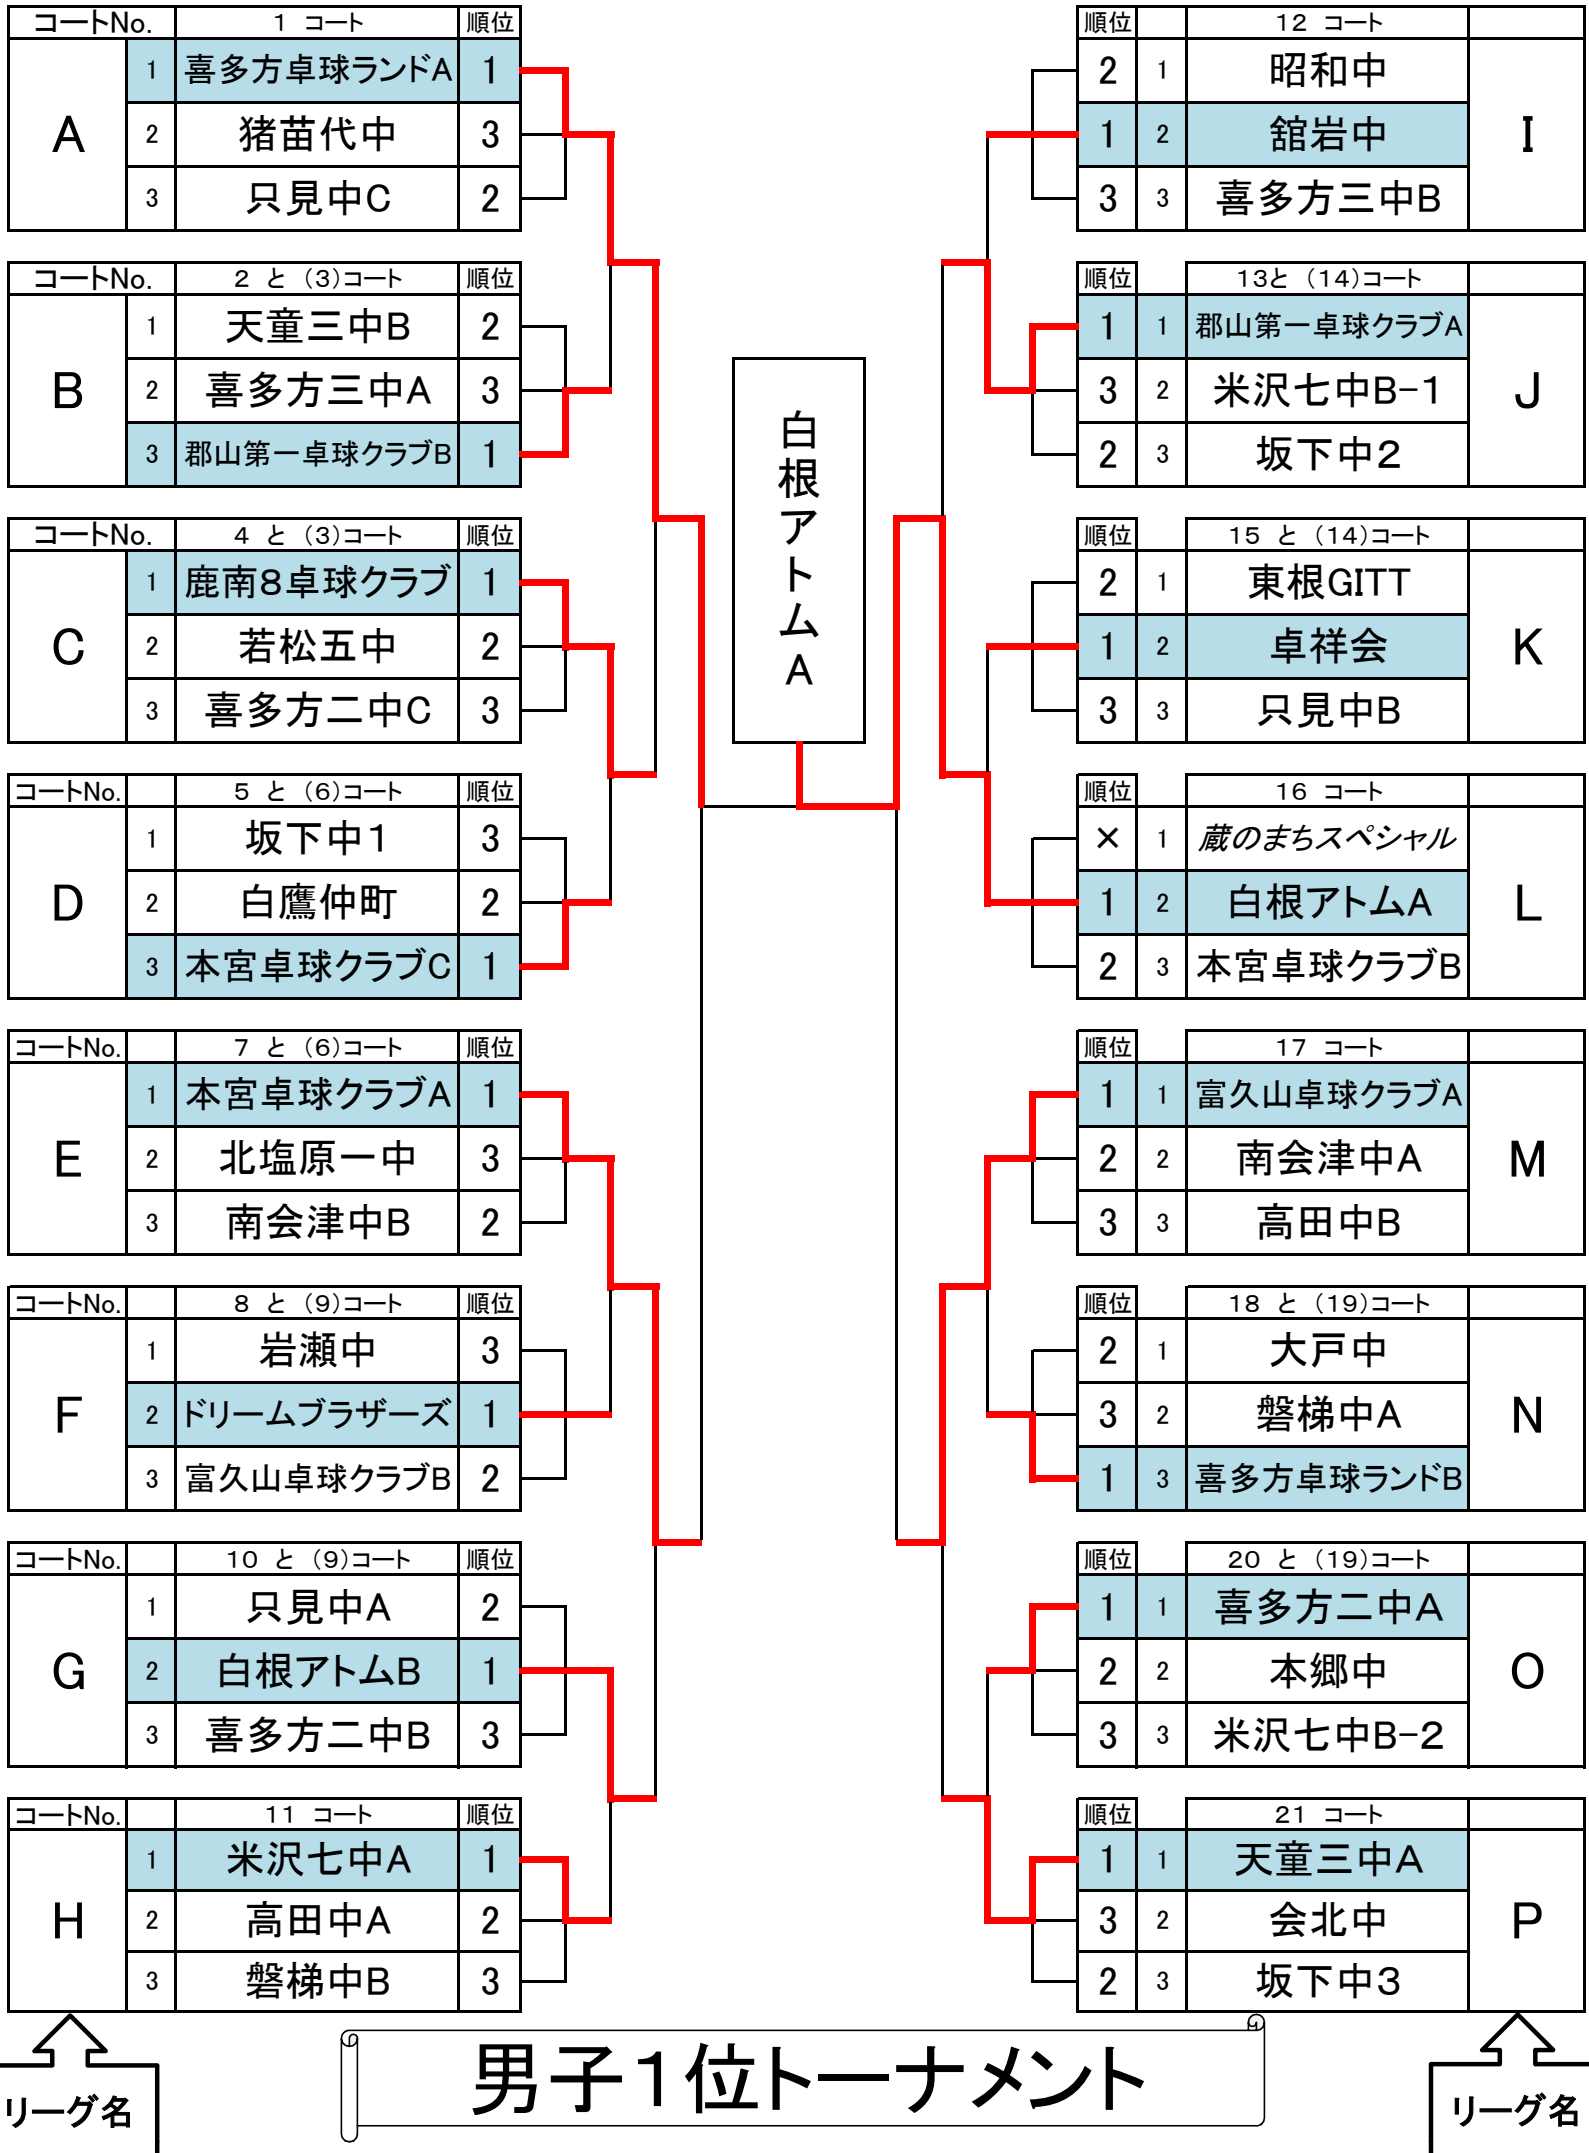 コートNo. 1 コート 順位
A
1 喜多方卓球ランドA 1
2 猪苗代中 3
3 只見中C 2
コートNo. 2 と (3)コート 順位
B
1 天童三中B 2
2 喜多方三中A 3
3 郡山第一卓球クラブB 1
コートNo. 4 と (3)コート 順位
C
1 鹿南8卓球クラブ 1
2 若松五中 2
3 喜多方二中C 3
コートNo. 5 と (6)コート 順位
D
1 坂下中1 3
2 白鷹仲町 2
3 本宮卓球クラブC 1
コートNo. 7 と (6)コート 順位
E
1 本宮卓球クラブA 1
2 北塩原一中 3
3 南会津中B 2
コートNo. 8 と (9)コート 順位
F
1 岩瀬中 3
2 ドリームブラザーズ 1
3 富久山卓球クラブB 2
コートNo. 10 と (9)コート 順位
G
1 只見中A 2
2 白根アトムB 1
3 喜多方二中B 3
コートNo. 11 コート 順位
H
1 米沢七中A 1
2 高田中A 2
3 磐梯中B 3
リーグ名
白根アトムA
順位 12 コート
2 1 昭和中
1 2 舘岩中
3 3 喜多方三中B
I
順位 13と (14)コート
1 1 郡山第一卓球クラブA
3 2 米沢七中B-1
2 3 坂下中2
J
順位 15 と (14)コート
2 1 東根GITT
1 2 卓祥会
3 3 只見中B
K
順位 16 コート
× 1 蔵のまちスペシャル
1 2 白根アトムA
2 3 本宮卓球クラブB
L
順位 17 コート
1 1 富久山卓球クラブA
2 2 南会津中A
3 3 高田中B
M
順位 18 と (19)コート
2 1 大戸中
3 2 磐梯中A
1 3 喜多方卓球ランドB
N
順位 20 と (19)コート
1 1 喜多方二中A
2 2 本郷中
3 3 米沢七中B-2
O
順位 21 コート
1 1 天童三中A
3 2 会北中
2 3 坂下中3
P
リーグ名
男子1位トーナメント